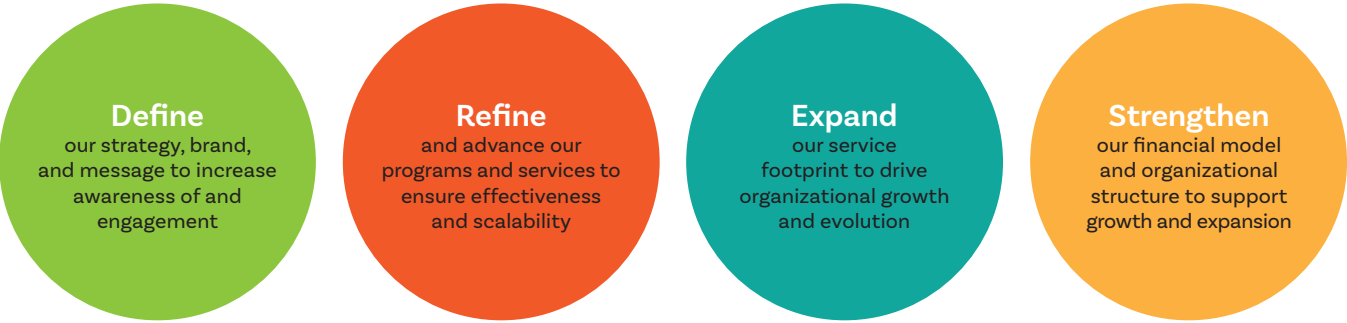 Define
our strategy, brand,
and message to increase
awareness of and
engagement
Refine
and advance our
programs and services to
ensure effectiveness
and scalability
Expand
our service
footprint to drive
organizational growth
and evolution
Strengthen
our financial model
and organizational
structure to support
growth and expansion